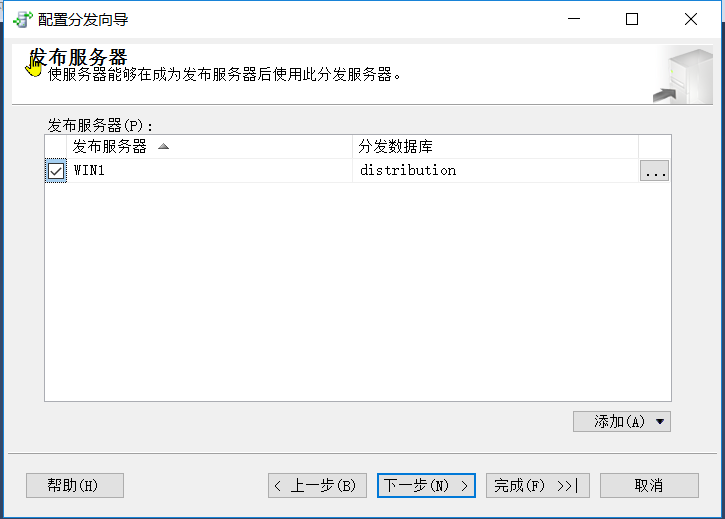 配置分发向导
发布服务器
使服务器能够在成为发布服务器后使用此分发服务器。
发布服务器(P):
发布服务器 分发数据库
WIN1 distribution ...
添加(A)
帮助(H) < 上一步(B) 下一步(N) > 完成(F) >>| 取消